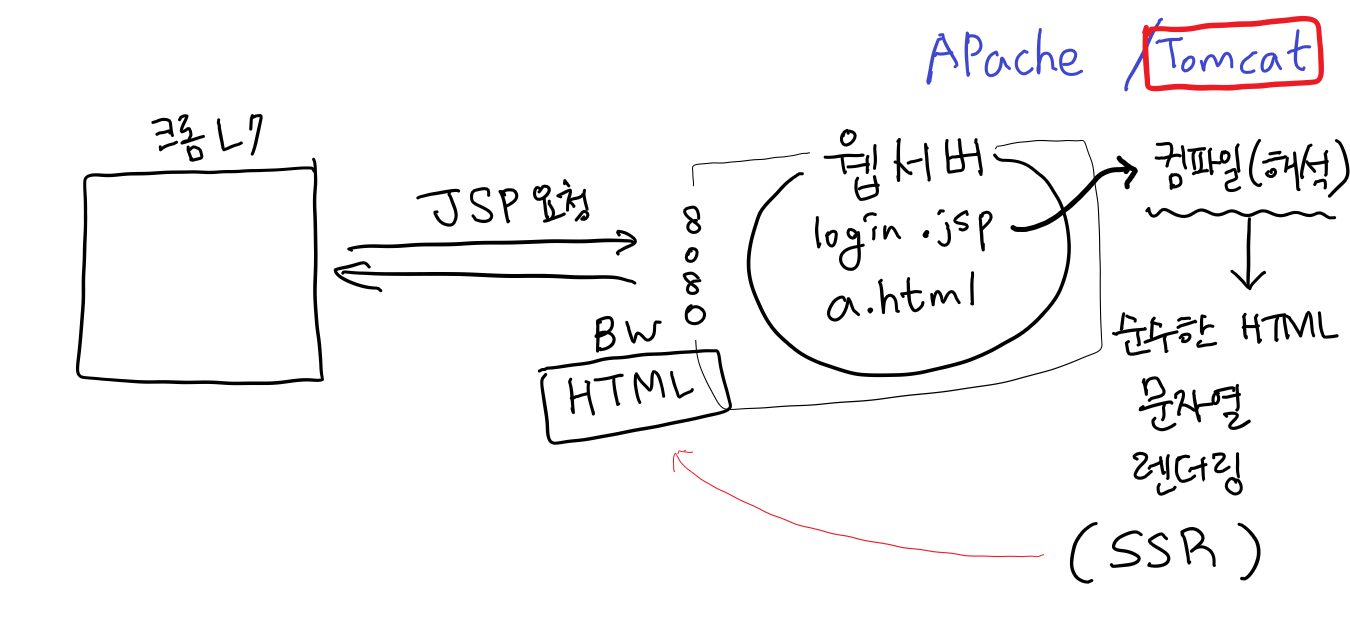 APache / Tomcat
크롬 L7
웹서버
컴파일(해석)
JSP 요청
login.jsp
8080
a.html
순수한 HTML
BW
HTML
문자열
렌더링
(SSR)